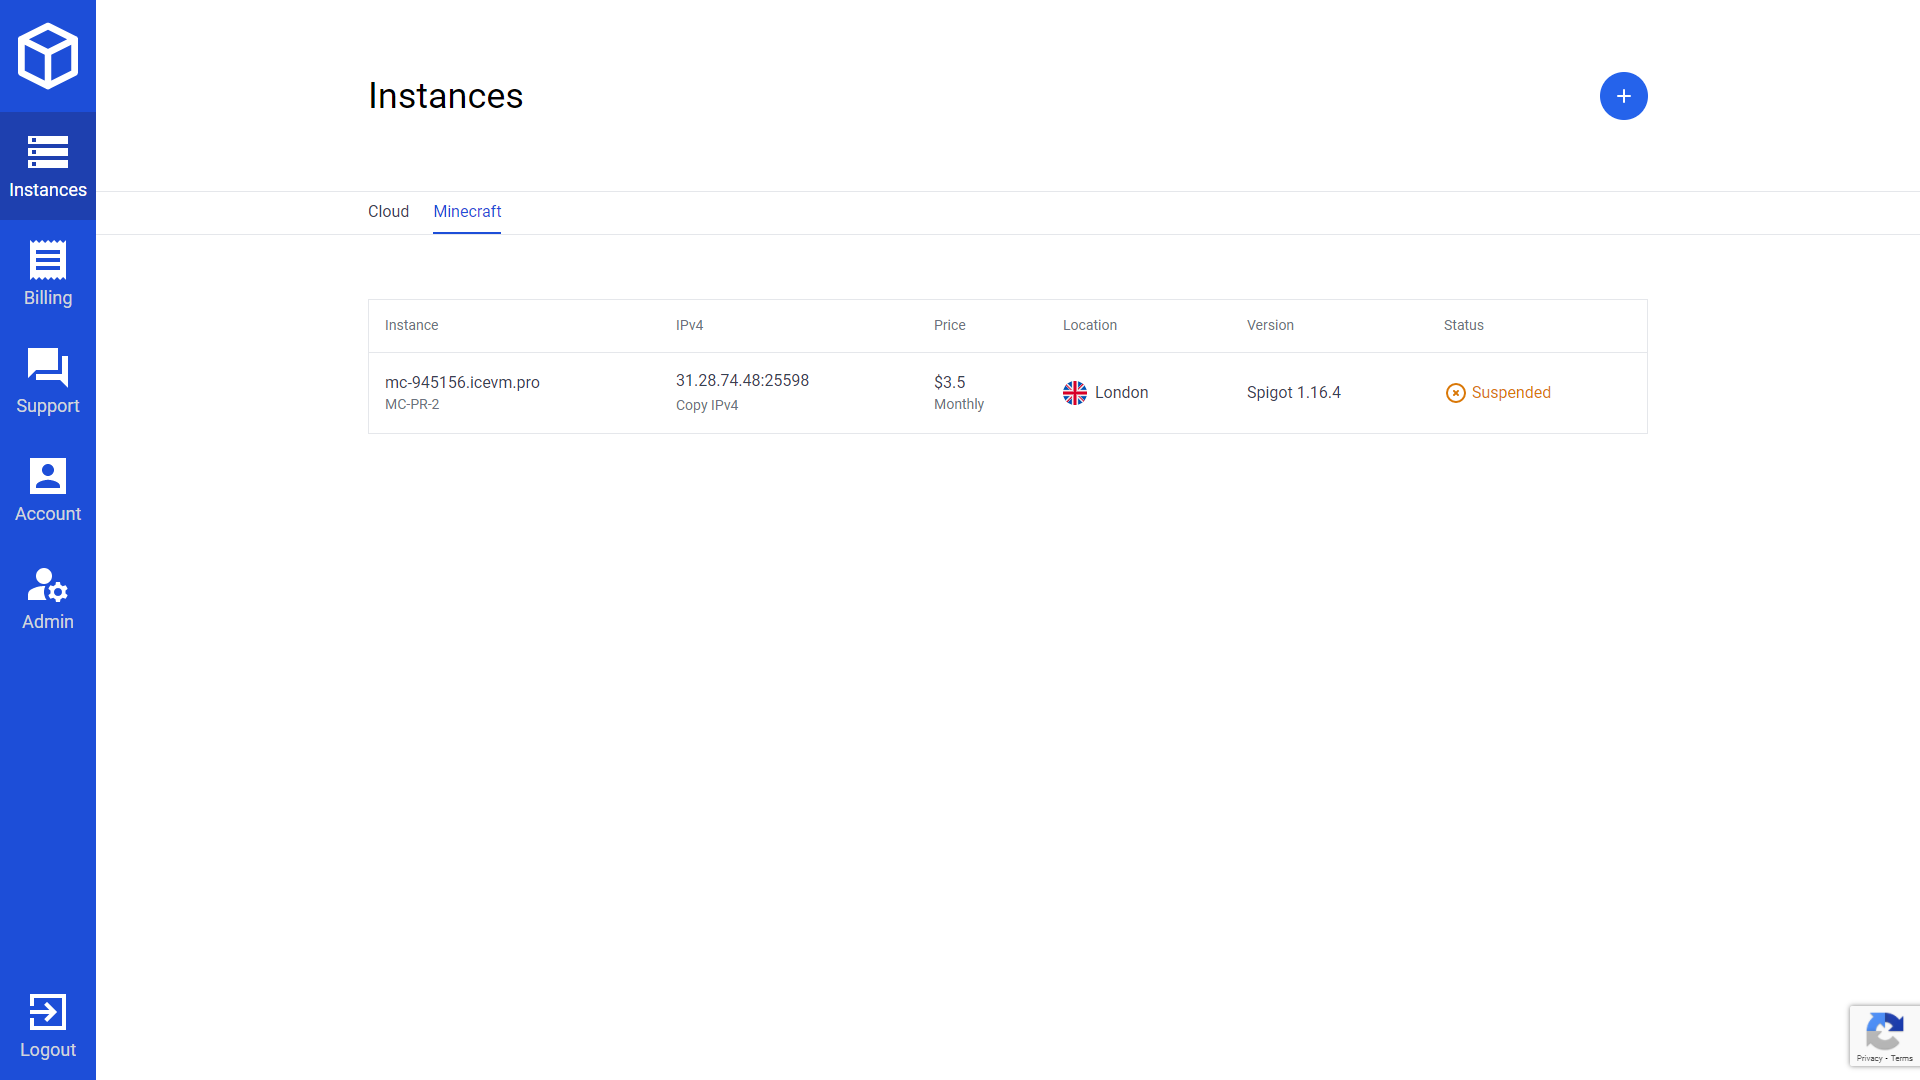 Instances
Instances
Billing
Support
Account
Admin
Logout
Cloud
Minecraft
Instance
IPv4
Price
Location
Version
Status
mc-945156.icevm.pro
MC-PR-2
31.28.74.48:25598
Copy IPv4
$3.5
Monthly
London
Spigot 1.16.4
Suspended
Privacy - Terms